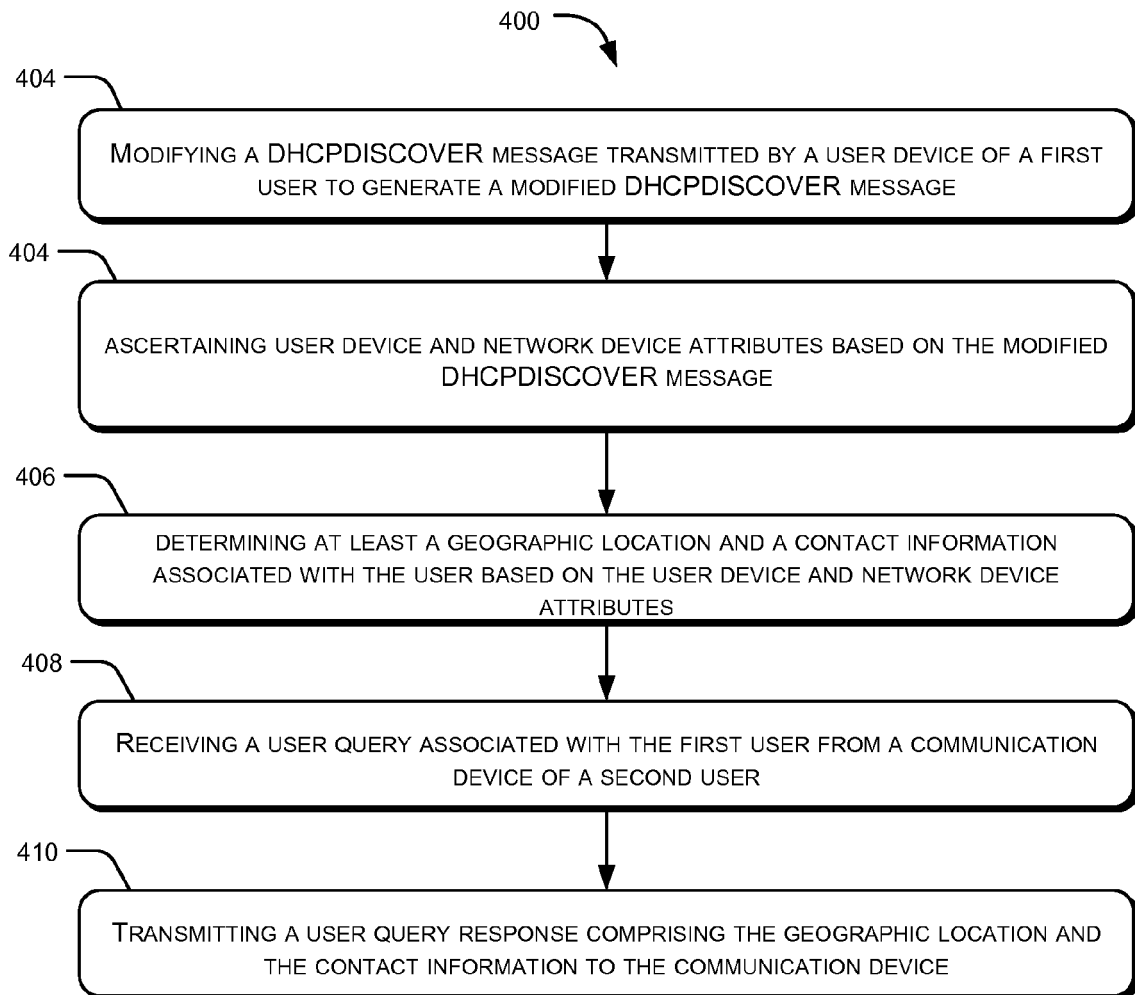 400
404
MODIFYING A DHCPDISCOVER MESSAGE TRANSMITTED BY A USER DEVICE OF A FIRST
USER TO GENERATE A MODIFIED DHCPDISCOVER MESSAGE
404
ASCERTAINING USER DEVICE AND NETWORK DEVICE ATTRIBUTES BASED ON THE MODIFIED
DHCPDISCOVER MESSAGE
406
DETERMINING AT LEAST A GEOGRAPHIC LOCATION AND A CONTACT INFORMATION
ASSOCIATED WITH THE USER BASED ON THE USER DEVICE AND NETWORK DEVICE
ATTRIBUTES
408
RECEIVING A USER QUERY ASSOCIATED WITH THE FIRST USER FROM A COMMUNICATION
DEVICE OF A SECOND USER
410
TRANSMITTING A USER QUERY RESPONSE COMPRISING THE GEOGRAPHIC LOCATION AND
THE CONTACT INFORMATION TO THE COMMUNICATION DEVICE